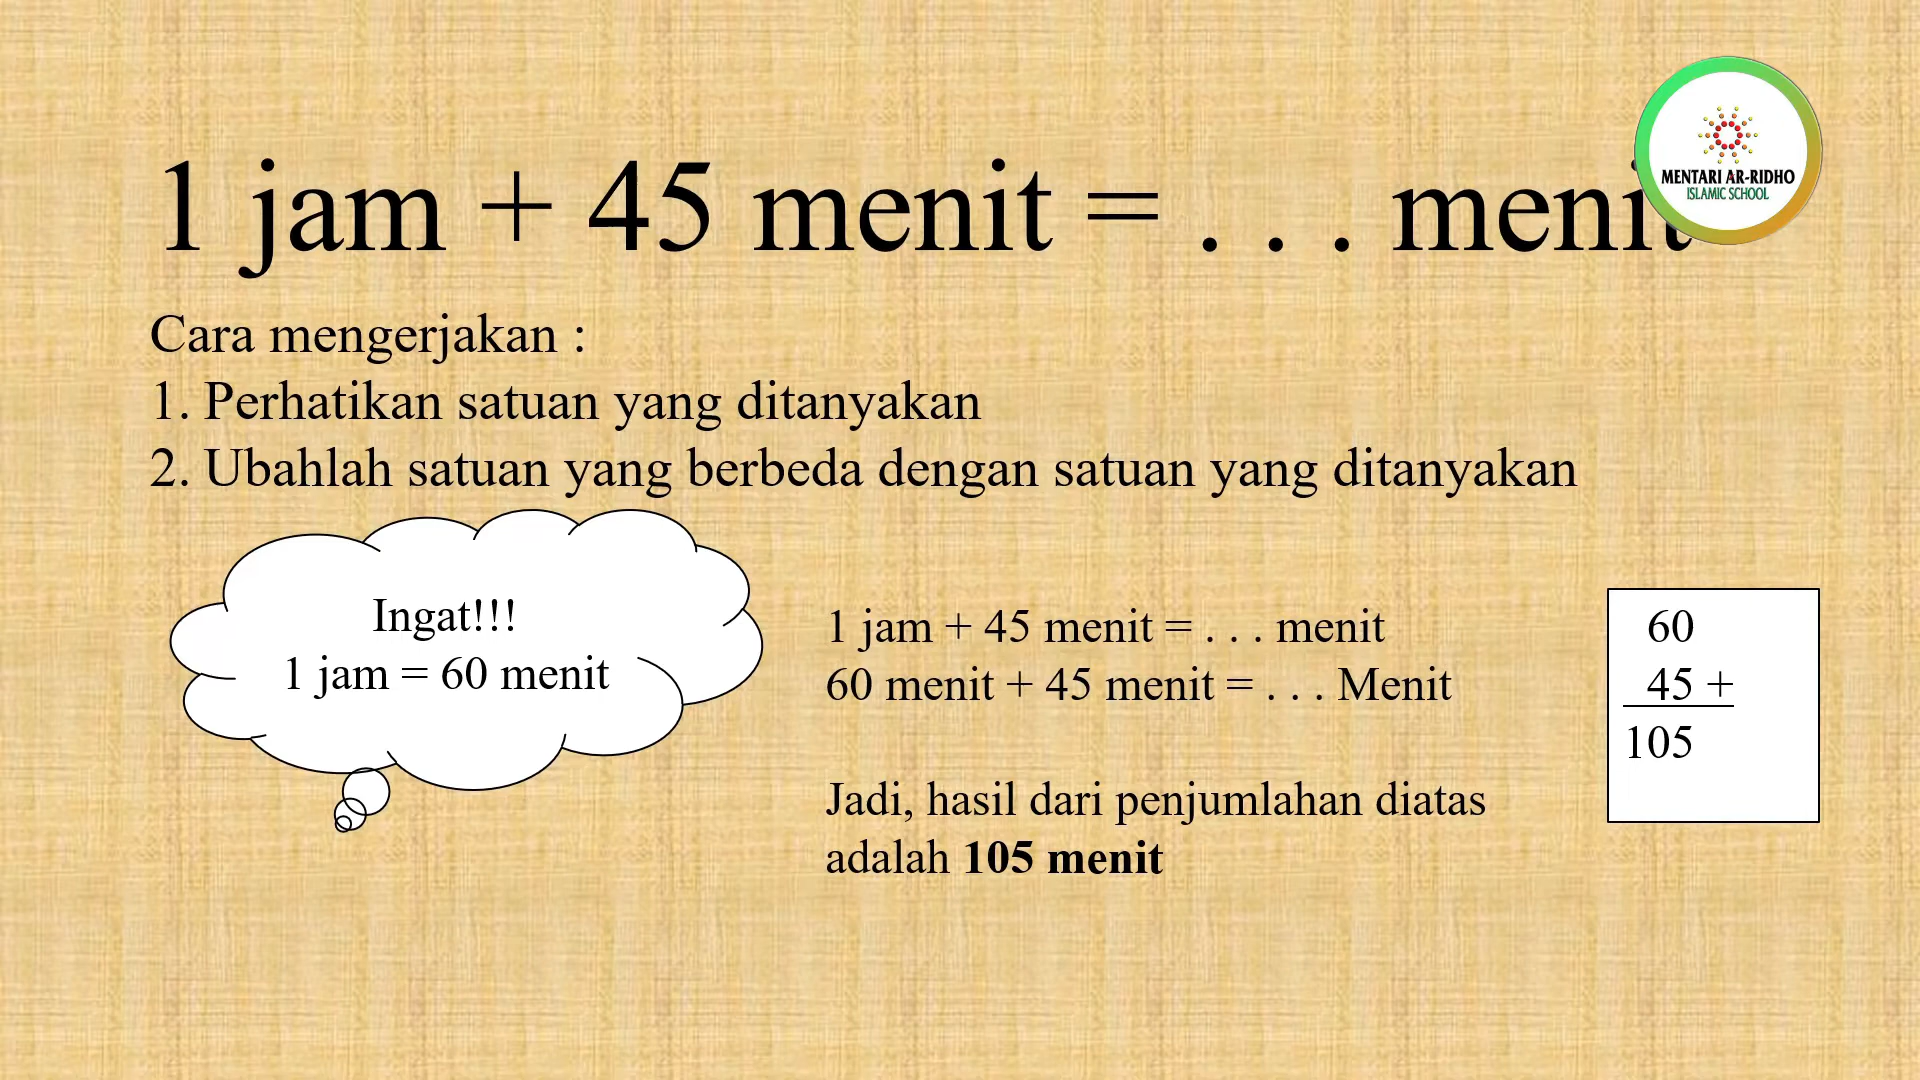 1 jam + 45 menit = . . . menit
MENTARI AR-RIDHO
ISLAMIC SCHOOL
Cara mengerjakan :
1. Perhatikan satuan yang ditanyakan
2. Ubahlah satuan yang berbeda dengan satuan yang ditanyakan
Ingat!!!
1 jam = 60 menit
1 jam + 45 menit = . . . menit
60 menit + 45 menit = . . . Menit
Jadi, hasil dari penjumlahan diatas
adalah 105 menit
60
45 +
105